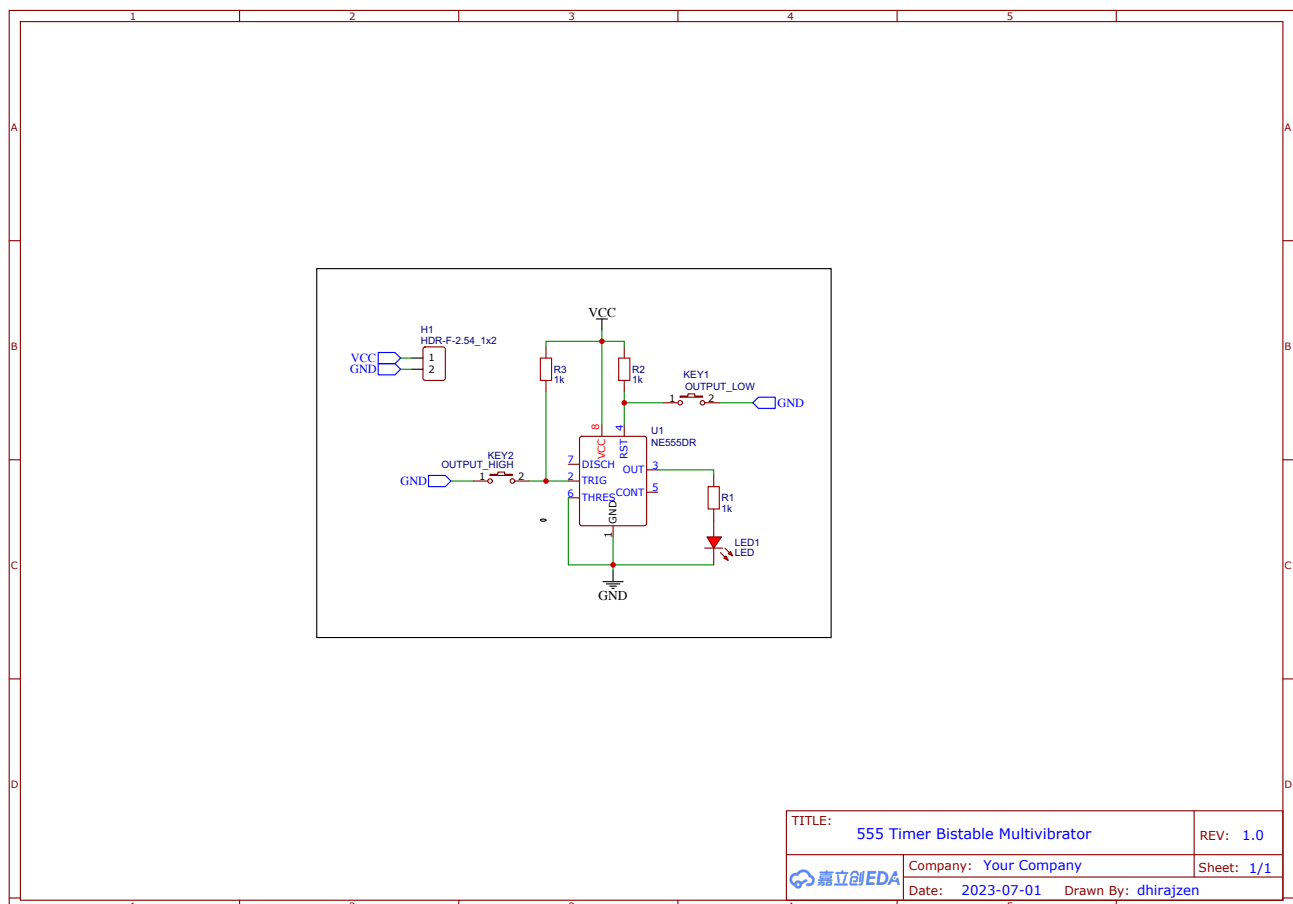 1 2 3 4 5
A A
VCC
H1
HDR-F-2.54_1x2
VCC 1
GND 2
B B
R3
1k
R2
1k
KEY1
OUTPUT_LOW
1 2 GND
8 4
VCC RST
U1
NE555DR
KEY2
OUTPUT_HIGH
GND 1 2
7 DISCH
OUT 3
2 TRIG
6 THRES
CONT 5
GND
1
R1
1k
LED1
LED
C C
GND
D D
TITLE:
555 Timer Bistable Multivibrator
REV: 1.0
嘉立创EDA
Company: Your Company
Sheet: 1/1
Date: 2023-07-01 Drawn By: dhirajzen